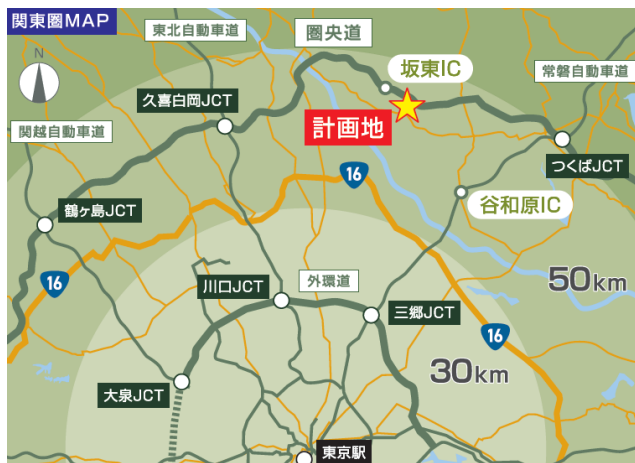 関東圏MAP
東北自動車道
圏央道
N
坂東IC
常磐自動車道
久喜白岡JCT
関越自動車道
計画地
つくばJCT
16
谷和原IC
鶴ヶ島JCT
16
川口JCT
外環道
50km
三郷JCT
16
30km
大泉JCT
東京駅